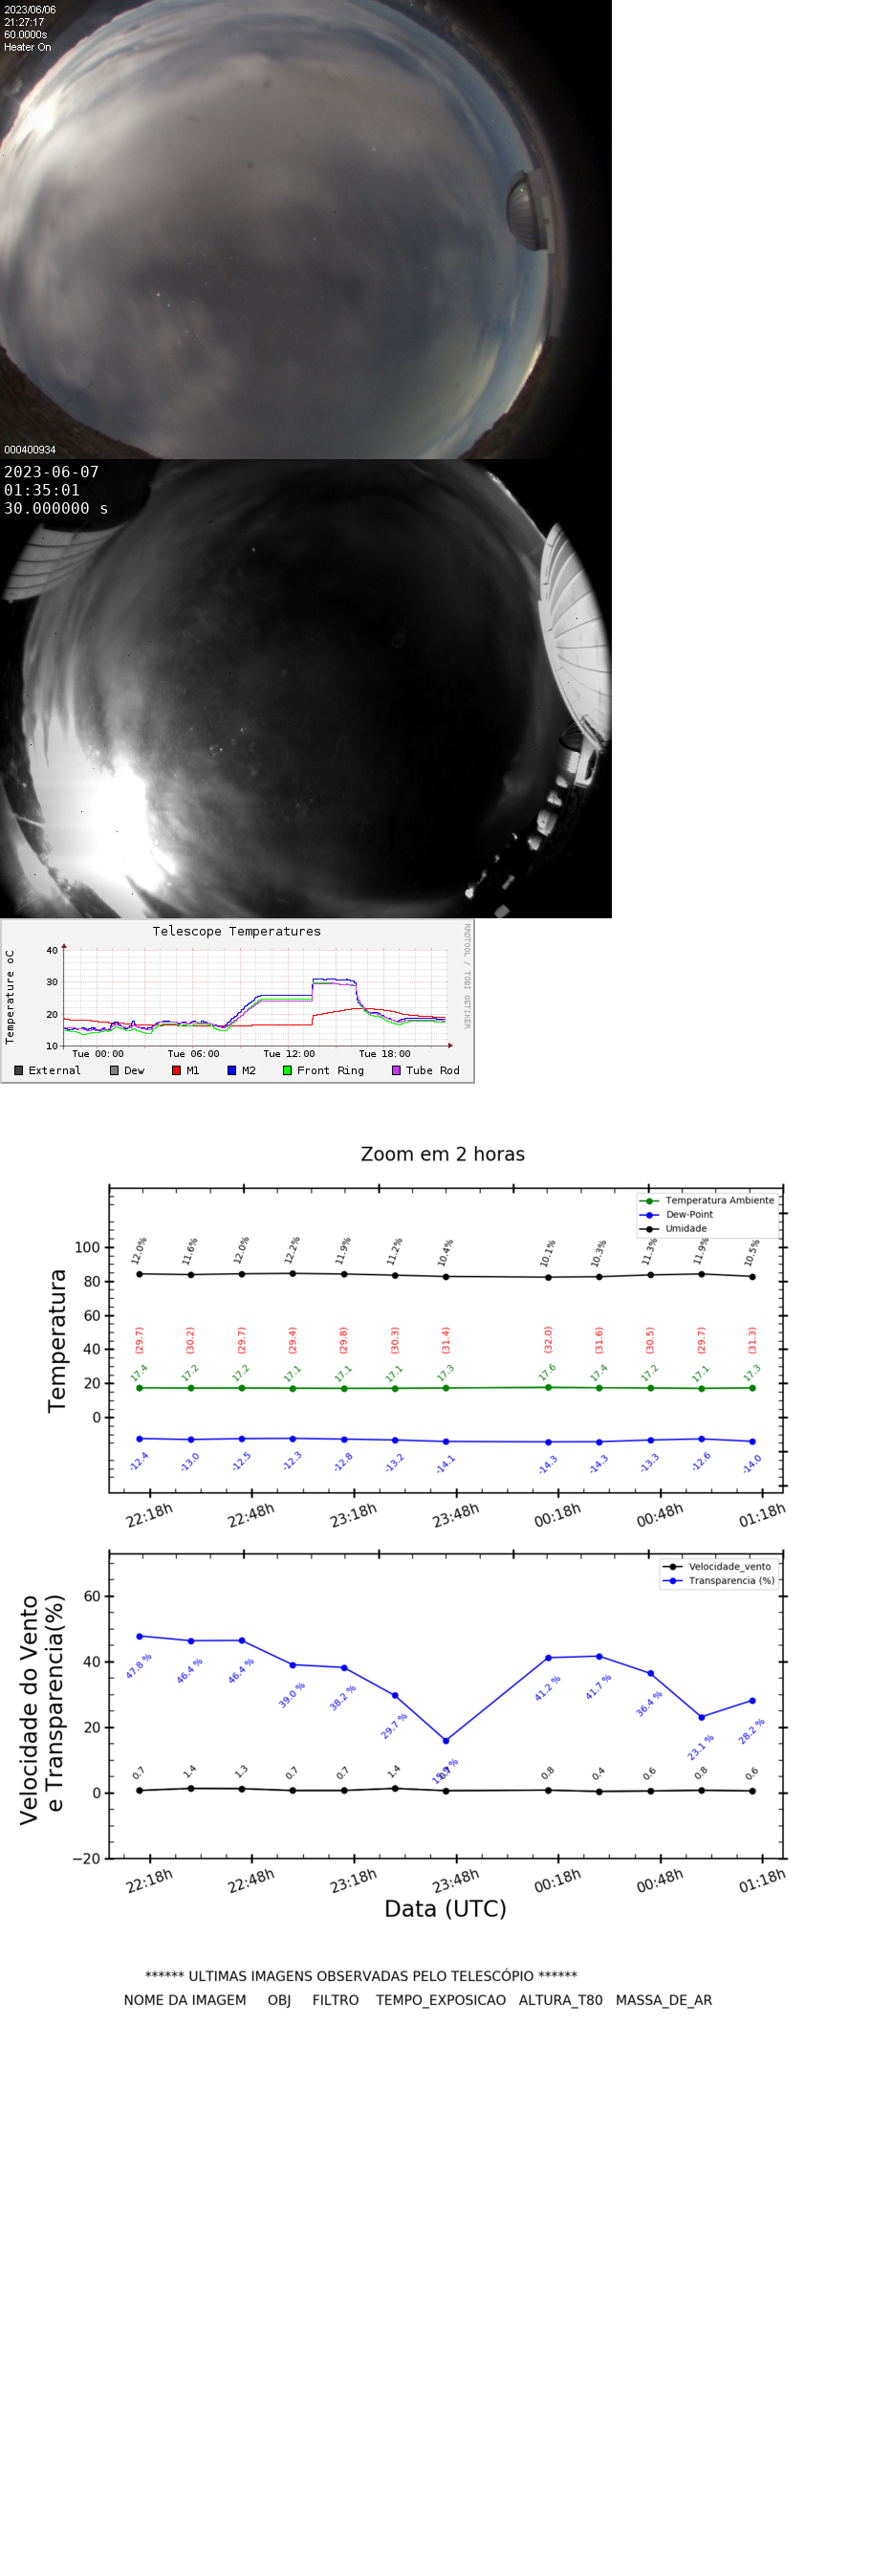 2023/06/06
21:27:17
60.0000s
Heater On
000400934
2023-06-07
01:35:01
30.000000 s
Telescope Temperatures
RRDTOOL / TOBI OETIKER
Temperature oC
40
30
20
10
Tue 00:00 Tue 06:00 Tue 12:00 Tue 18:00
External Dew M1 M2 Front Ring Tube Rod
Zoom em 2 horas
Temperatura Ambiente
Dew-Point
Umidade
Temperatura
100
80
60
40
20
0
12.0% 11.6% 12.0% 12.2% 11.9% 11.2% 10.4% 10.1% 10.3% 11.3% 11.9% 10.5%
(29.7) (30.2) (29.7) (29.4) (29.8) (30.3) (31.4) (32.0) (31.6) (30.5) (29.7) (31.3)
17.4 17.2 17.2 17.1 17.1 17.1 17.3 17.6 17.4 17.2 17.1 17.3
-12.4 -13.0 -12.5 -12.3 -12.8 -13.2 -14.1 -14.3 -14.3 -13.3 -12.6 -14.0
22:18h 22:48h 23:18h 23:48h 00:18h 00:48h 01:18h
Velocidade_vento
Transparencia (%)
Velocidade do Vento
e Transparencia(%)
60
40
20
0
−20
47.8 % 46.4 % 46.4 % 39.0 % 38.2 % 29.7 % 41.2 % 41.7 % 36.4 % 23.1 % 28.2 %
0.7 1.4 1.3 0.7 0.7 1.4 0.8 0.4 0.6 0.8 0.6
22:18h 22:48h 23:18h 23:48h 00:18h 00:48h 01:18h
Data (UTC)
****** ULTIMAS IMAGENS OBSERVADAS PELO TELESCÓPIO ******
NOME DA IMAGEM OBJ FILTRO TEMPO_EXPOSICAO ALTURA_T80 MASSA_DE_AR